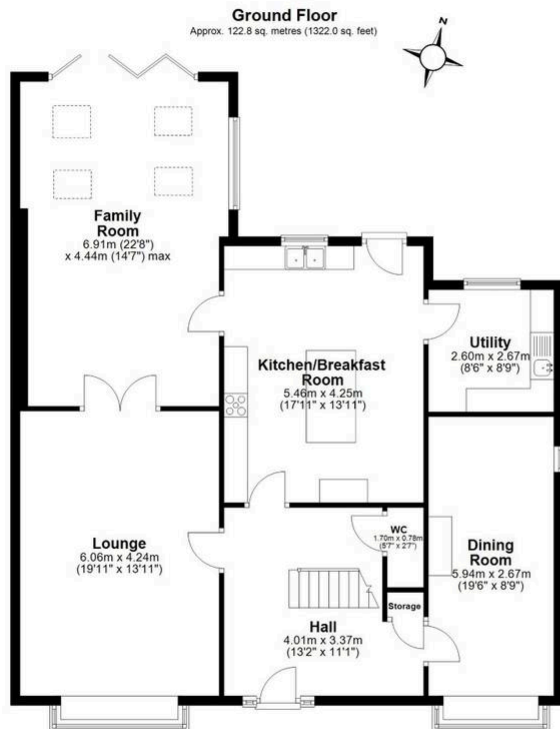 Ground Floor
Approx. 122.8 sq. metres (1322.0 sq. feet)
N
Family
Room
6.91m (22'8")
x 4.44m (14'7") max
Kitchen/Breakfast
Room
5.46m x 4.25m
(17'11" x 13'11")
Utility
2.60m x 2.67m
(8'6" x 8'9")
Lounge
6.06m x 4.24m
(19'11" x 13'11")
WC
1.70m x 0.78m
(5'7" x 2'7")
Dining
Room
5.94m x 2.67m
(19'6" x 8'9")
Storage
Hall
4.01m x 3.37m
(13'2" x 11'1")